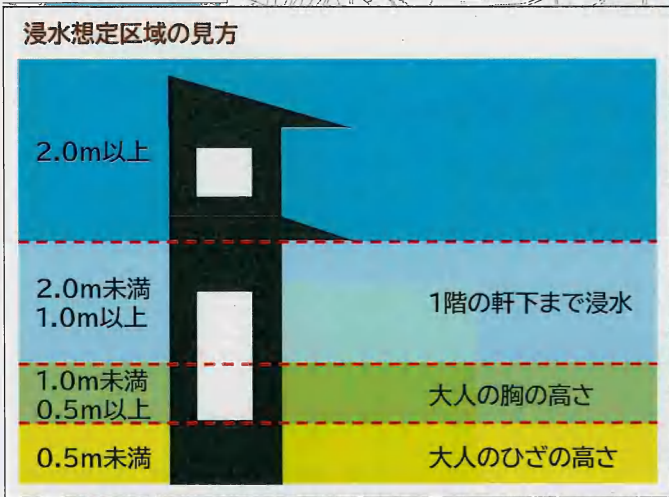 浸水想定区域の見方
2.0m以上
2.0m未満
1.0m以上
1階の軒下まで浸水
1.0m未満
0.5m以上
大人の胸の高さ
0.5m未満
大人のひざの高さ